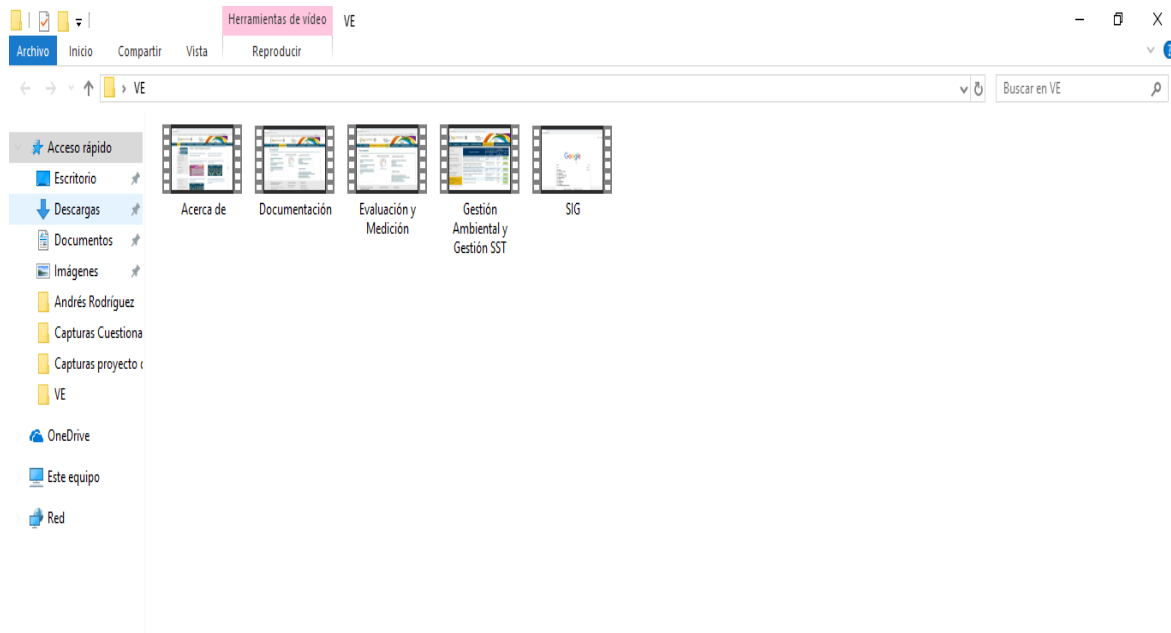 Herramientas de vídeo
VE
Archivo
Inicio
Compartir
Vista
Reproducir
VE
Buscar en VE
Acceso rápido
Escritorio
Descargas
Documentos
Imágenes
Andrés Rodríguez
Capturas Cuestiona
Capturas proyecto
VE
OneDrive
Este equipo
Red
Acerca de
Documentación
Evaluación y
Medición
Gestión
Ambiental y
Gestión SST
Google
SIG